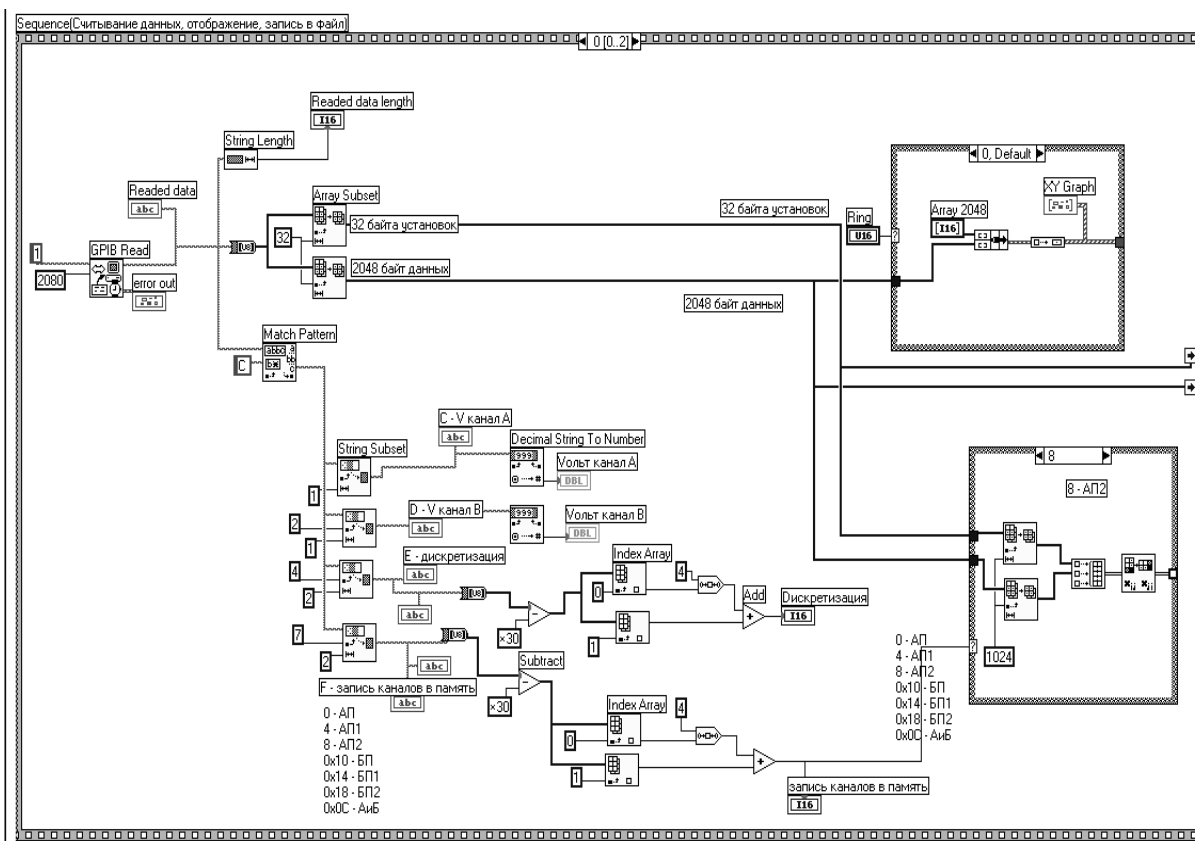 Sequence(Считывание данных, отображение, запись в файл)
0 [0..2]
Readed data length
I16
String Length
Readed data
abc
Array Subset
32 байта установок
32
[U8]
2048 байт данных
1
GPIB Read
2080
error out
32 байта установок
2048 байт данных
Ring
U16
0, Default
Array 2048
[I16]
XY Graph
Match Pattern
C
String Subset
1
C - V канал A
abc
Decimal String To Number
Вольт канал A
DBL
2
1
D - V канал B
abc
Вольт канал B
DBL
4
2
E - дискретизация
abc
abc
[U8]
×30
Index Array
0
1
4
Add
Дискретизация
I16
7
2
[U8]
abc
F - запись каналов в память
abc
Subtract
×30
Index Array
0
1
4
запись каналов в память
I16
0 - АП
4 - АП1
8 - АП2
0x10 - БП
0x14 - БП1
0x18 - БП2
0x0C - АиБ
0 - АП
4 - АП1
8 - АП2
0x10 - БП
0x14 - БП1
0x18 - БП2
0x0C - АиБ
8
8 - АП2
1024